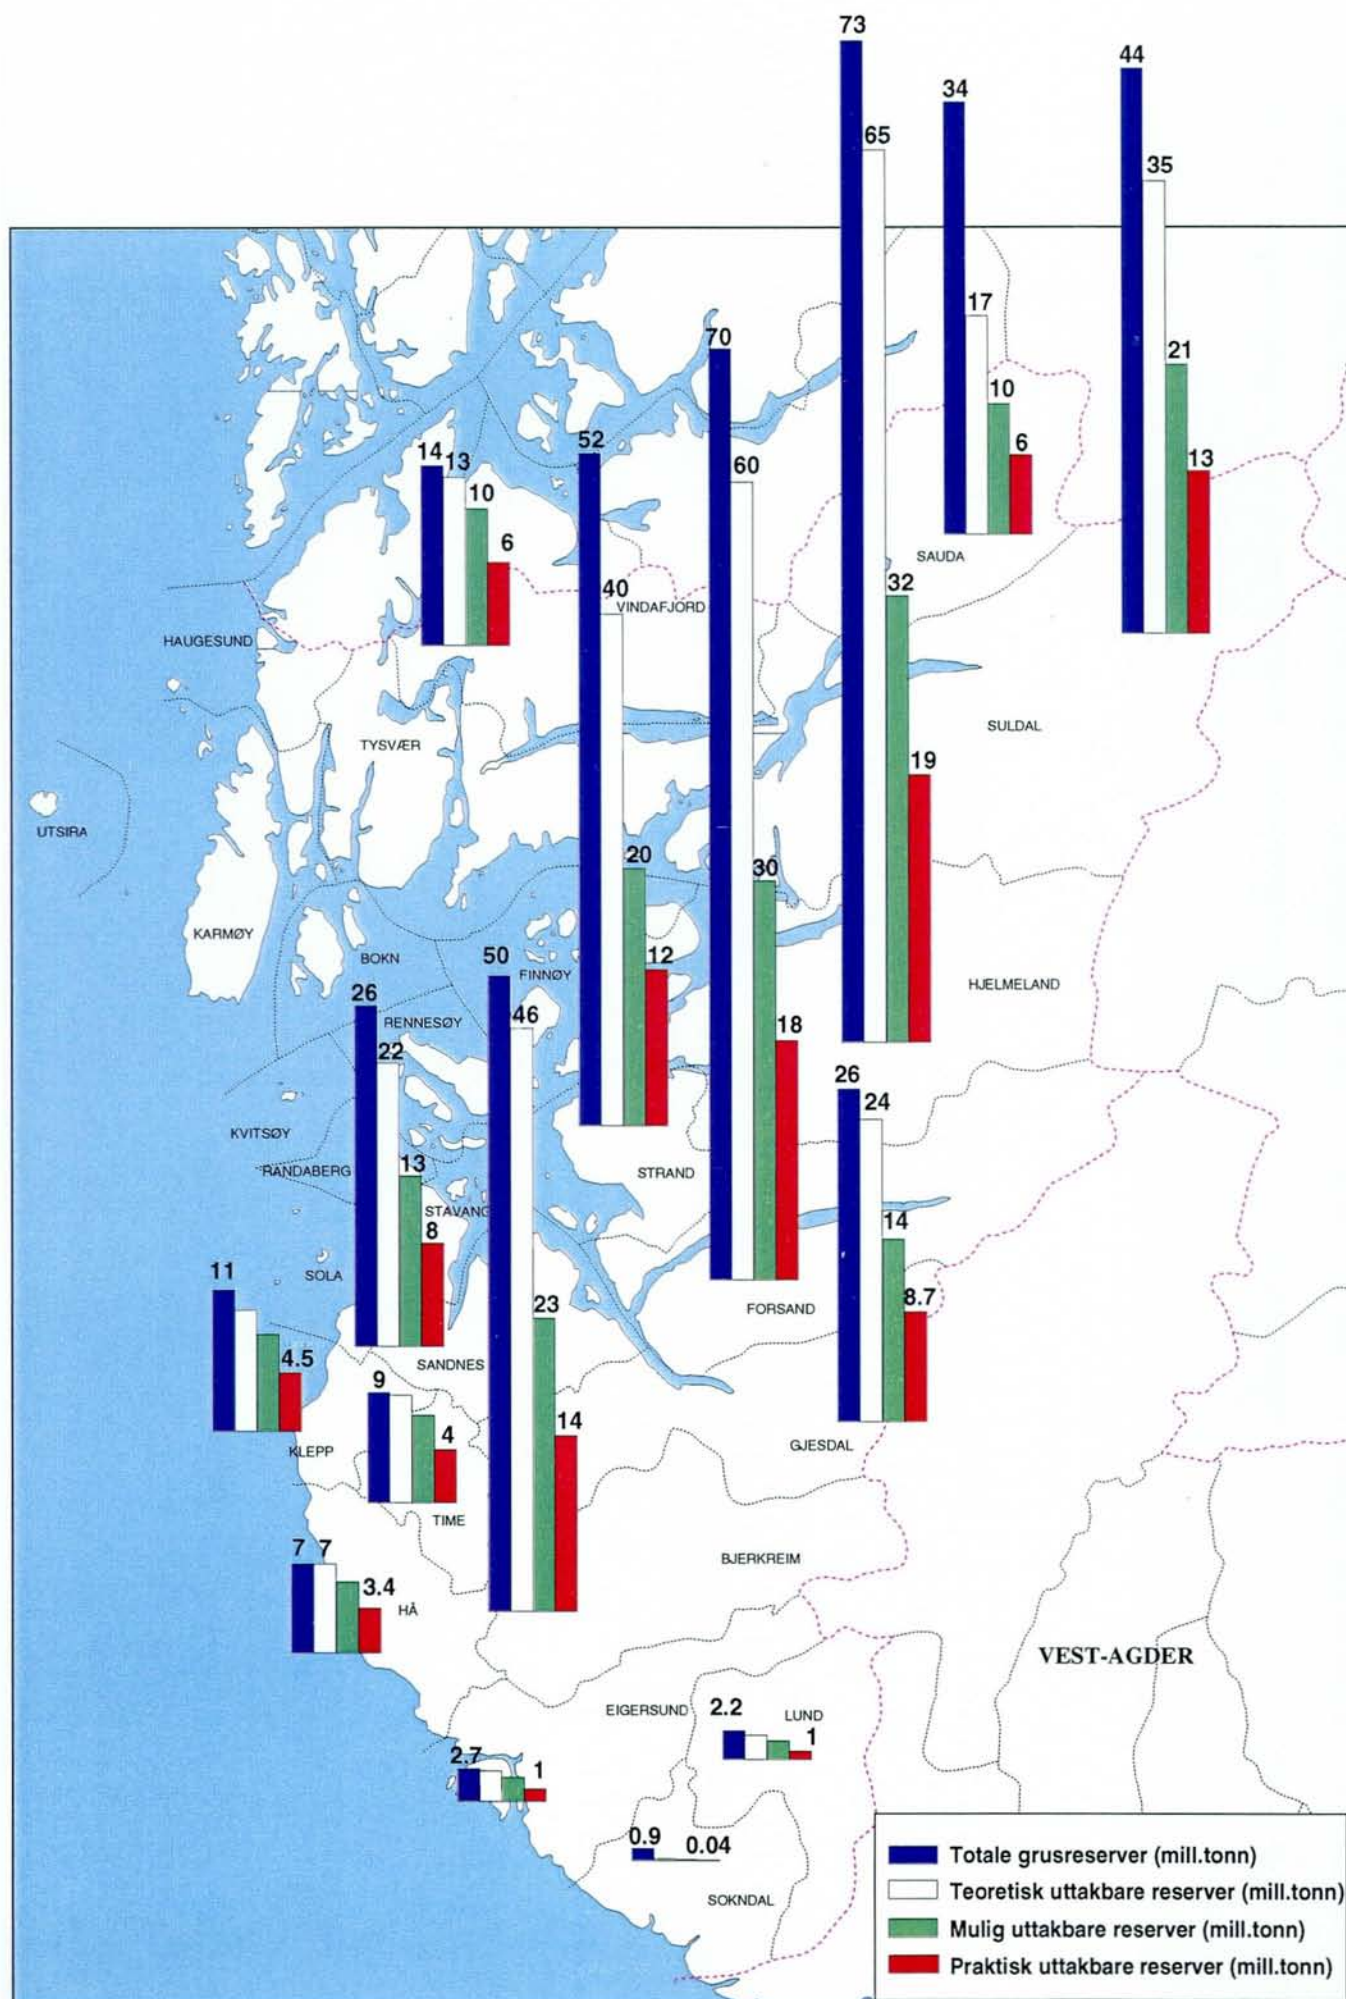 73
34
44
65
35
17
70
21
10
52
14
13
60
6
13
10
6
SAUDA
32
40
VINDAFJORD
HAUGESUND
SULDAL
TYSVÆR
19
UTSIRA
20
30
KARMØY
BOKN
50
FINNØY
12
HJELMELAND
26
46
RENNESØY
18
22
26
24
KVITSØY
RANDABERG
13
STRAND
STAVANG
14
8
11
SOLA
23
FORSAND
8.7
4.5
SANDNES
9
14
4
KLEPP
GJESDAL
TIME
7 7
BJERKREIM
3.4
HÅ
VEST-AGDER
EIGERSUND
2.2
LUND
1
2.7
1
0.9
0.04
SOKNDAL
Totale grusreserver (mill.tonn)
Teoretisk uttakbare reserver (mill.tonn)
Mulig uttakbare reserver (mill.tonn)
Praktisk uttakbare reserver (mill.tonn)